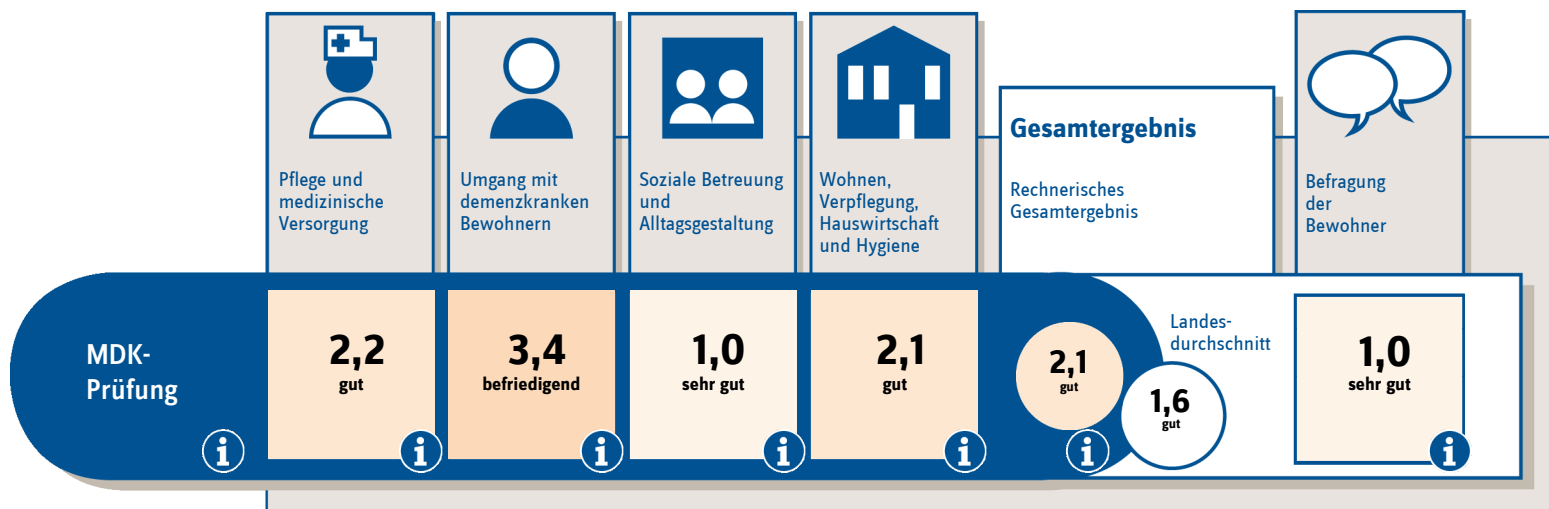 Pflege und
medizinische
Versorgung
Umgang mit
demenzkranken
Bewohnern
Soziale Betreuung
und
Alltagsgestaltung
Wohnen,
Verpflegung,
Hauswirtschaft
und Hygiene
Gesamtergebnis
Rechnerisches
Gesamtergebnis
Befragung
der
Bewohner
MDK-
Prüfung
i
2,2
gut
i
3,4
befriedigend
i
1,0
sehr gut
i
2,1
gut
i
2,1
gut
i
Landes-
durchschnitt
1,6
gut
1,0
sehr gut
i